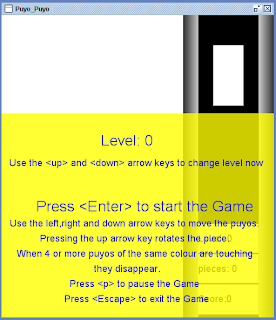 Puyo_Puyo
Level: 0
Use the <up> and <down> arrow keys to change level now
Press <Enter> to start the Game
Use the left,right and down arrow keys to move the puyos.
Pressing the up arrow key rotates the piece.
When 4 or more puyos of the same colour are touching
they disappear.
pieces: 0
Press <p> to pause the Game
Press <Escape> to exit the Game